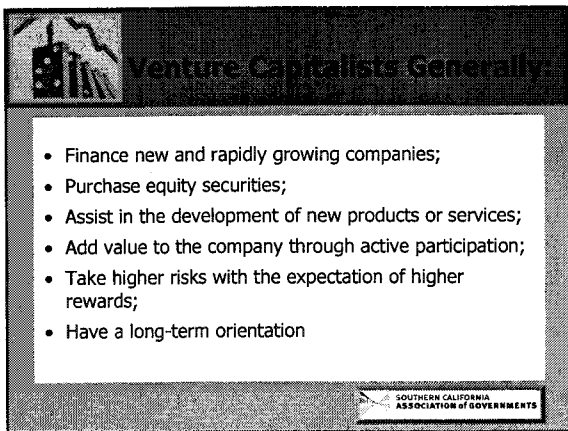 Venture Capitalists Generally:
• Finance new and rapidly growing companies;
• Purchase equity securities;
• Assist in the development of new products or services;
• Add value to the company through active participation;
• Take higher risks with the expectation of higher
rewards;
• Have a long-term orientation
SOUTHERN CALIFORNIA
ASSOCIATION of GOVERNMENTS